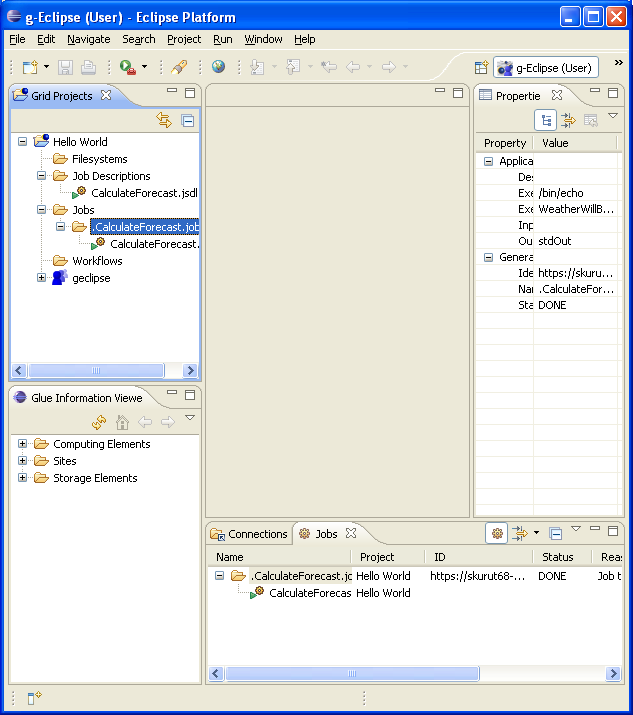 g-Eclipse (User) - Eclipse Platform
File Edit Navigate Search Project Run Window Help
g-Eclipse (User)
Grid Projects
Hello World
Filesystems
Job Descriptions
CalculateForecast.jsdl
Jobs
.CalculateForecast.job
CalculateForecast.
Workflows
geclipse
Glue Information Viewe
Computing Elements
Sites
Storage Elements
Propertie
Property Value
Applica
De:
Exe /bin/echo
Exe WeatherWillB...
Inp
Ou stdOut
Genera
Ide https://skuru...
Nar .CalculateFor...
Sta DONE
Connections Jobs
Name Project ID Status Reas
.CalculateForecast.jo Hello World https://skurut68-... DONE Job t
CalculateForecas Hello World